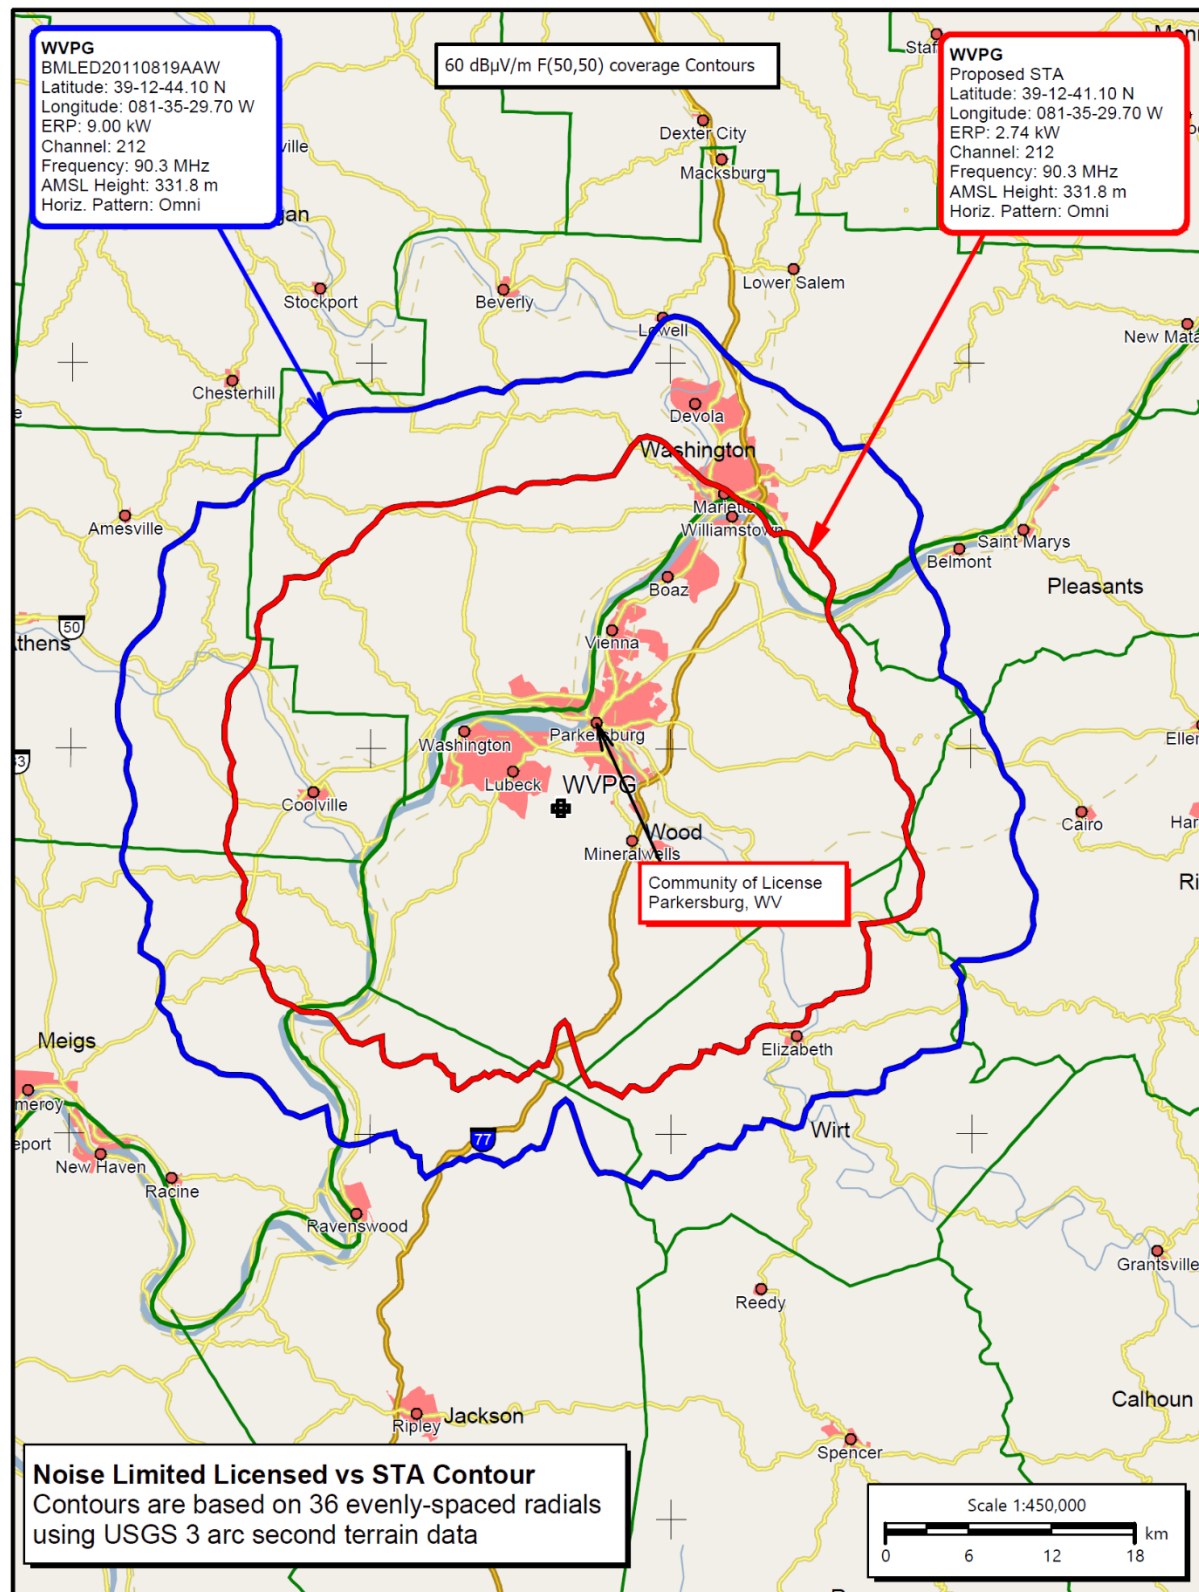 WVPG
BMLED20110819AAW
Latitude: 39-12-44.10 N
Longitude: 081-35-29.70 W
ERP: 9.00 kW
Channel: 212
Frequency: 90.3 MHz
AMSL Height: 331.8 m
Horiz. Pattern: Omni
60 dBµV/m F(50,50) coverage Contours
WVPG
Proposed STA
Latitude: 39-12-41.10 N
Longitude: 081-35-29.70 W
ERP: 2.74 kW
Channel: 212
Frequency: 90.3 MHz
AMSL Height: 331.8 m
Horiz. Pattern: Omni
Dexter City
Macksburg
Lower Salem
Stockport
Beverly
Lowell
New Mata
Chesterhill
Devola
Washington
Marietta
Williamstown
Amesville
Saint Marys
Belmont
Pleasants
Boaz
50
Vienna
Washington
Parkersburg
Lubeck
WVPG
Coolville
Cairo
Wood
Mineralwells
Community of License
Parkersburg, WV
Meigs
Elizabeth
Wirt
77
New Haven
Racine
Ravenswood
Grantsville
Reedy
Calhoun
Ripley
Jackson
Spencer
Noise Limited Licensed vs STA Contour
Contours are based on 36 evenly-spaced radials
using USGS 3 arc second terrain data
Scale 1:450,000
km
0 6 12 18